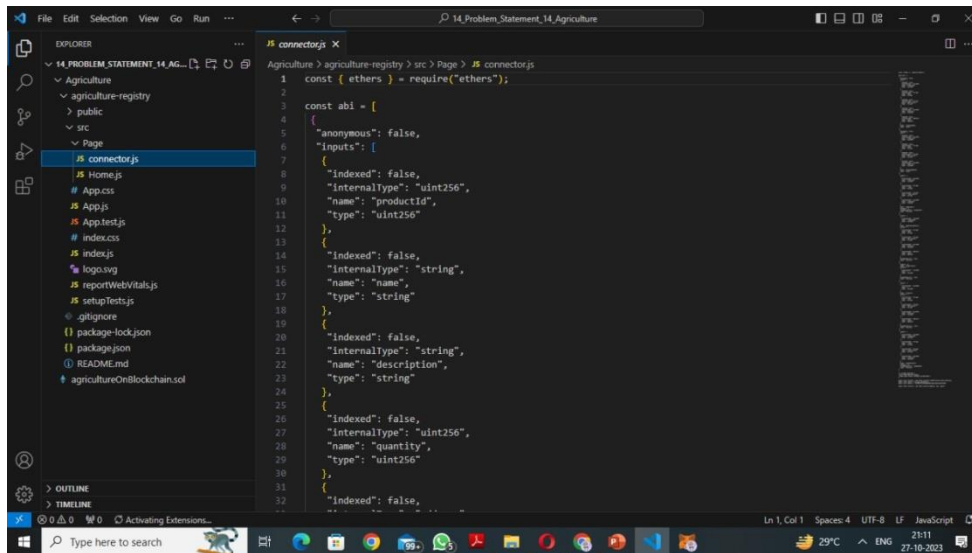 File Edit Selection View Go Run ...
14_Problem_Statement_14_Agriculture
EXPLORER
14_PROBLEM_STATEMENT_14_AG...
Agriculture
agriculture-registry
public
src
Page
JS connector.js
JS Home.js
# App.css
JS App.js
JS App.test.js
# index.css
JS index.js
logo.svg
JS reportWebVitals.js
JS setupTests.js
.gitignore
{} package-lock.json
{} package.json
README.md
agricultureOnBlockchain.sol
OUTLINE
TIMELINE
JS connector.js
Agriculture > agriculture-registry > src > Page > JS connector.js
1 const { ethers } = require("ethers");
2
3 const abi = [
4 {
5 "anonymous": false,
6 "inputs": [
7 {
8 "indexed": false,
9 "internalType": "uint256",
10 "name": "productId",
11 "type": "uint256"
12 },
13 {
14 "indexed": false,
15 "internalType": "string",
16 "name": "name",
17 "type": "string"
18 },
19 {
20 "indexed": false,
21 "internalType": "string",
22 "name": "description",
23 "type": "string"
24 },
25 {
26 "indexed": false,
27 "internalType": "uint256",
28 "name": "quantity",
29 "type": "uint256"
30 },
31 {
32 "indexed": false,
0 0 0 Activating Extensions...
Ln 1, Col 1 Spaces: 4 UTF-8 LF JavaScript
Type here to search
99+
29°C ENG
21:11
27-10-2023